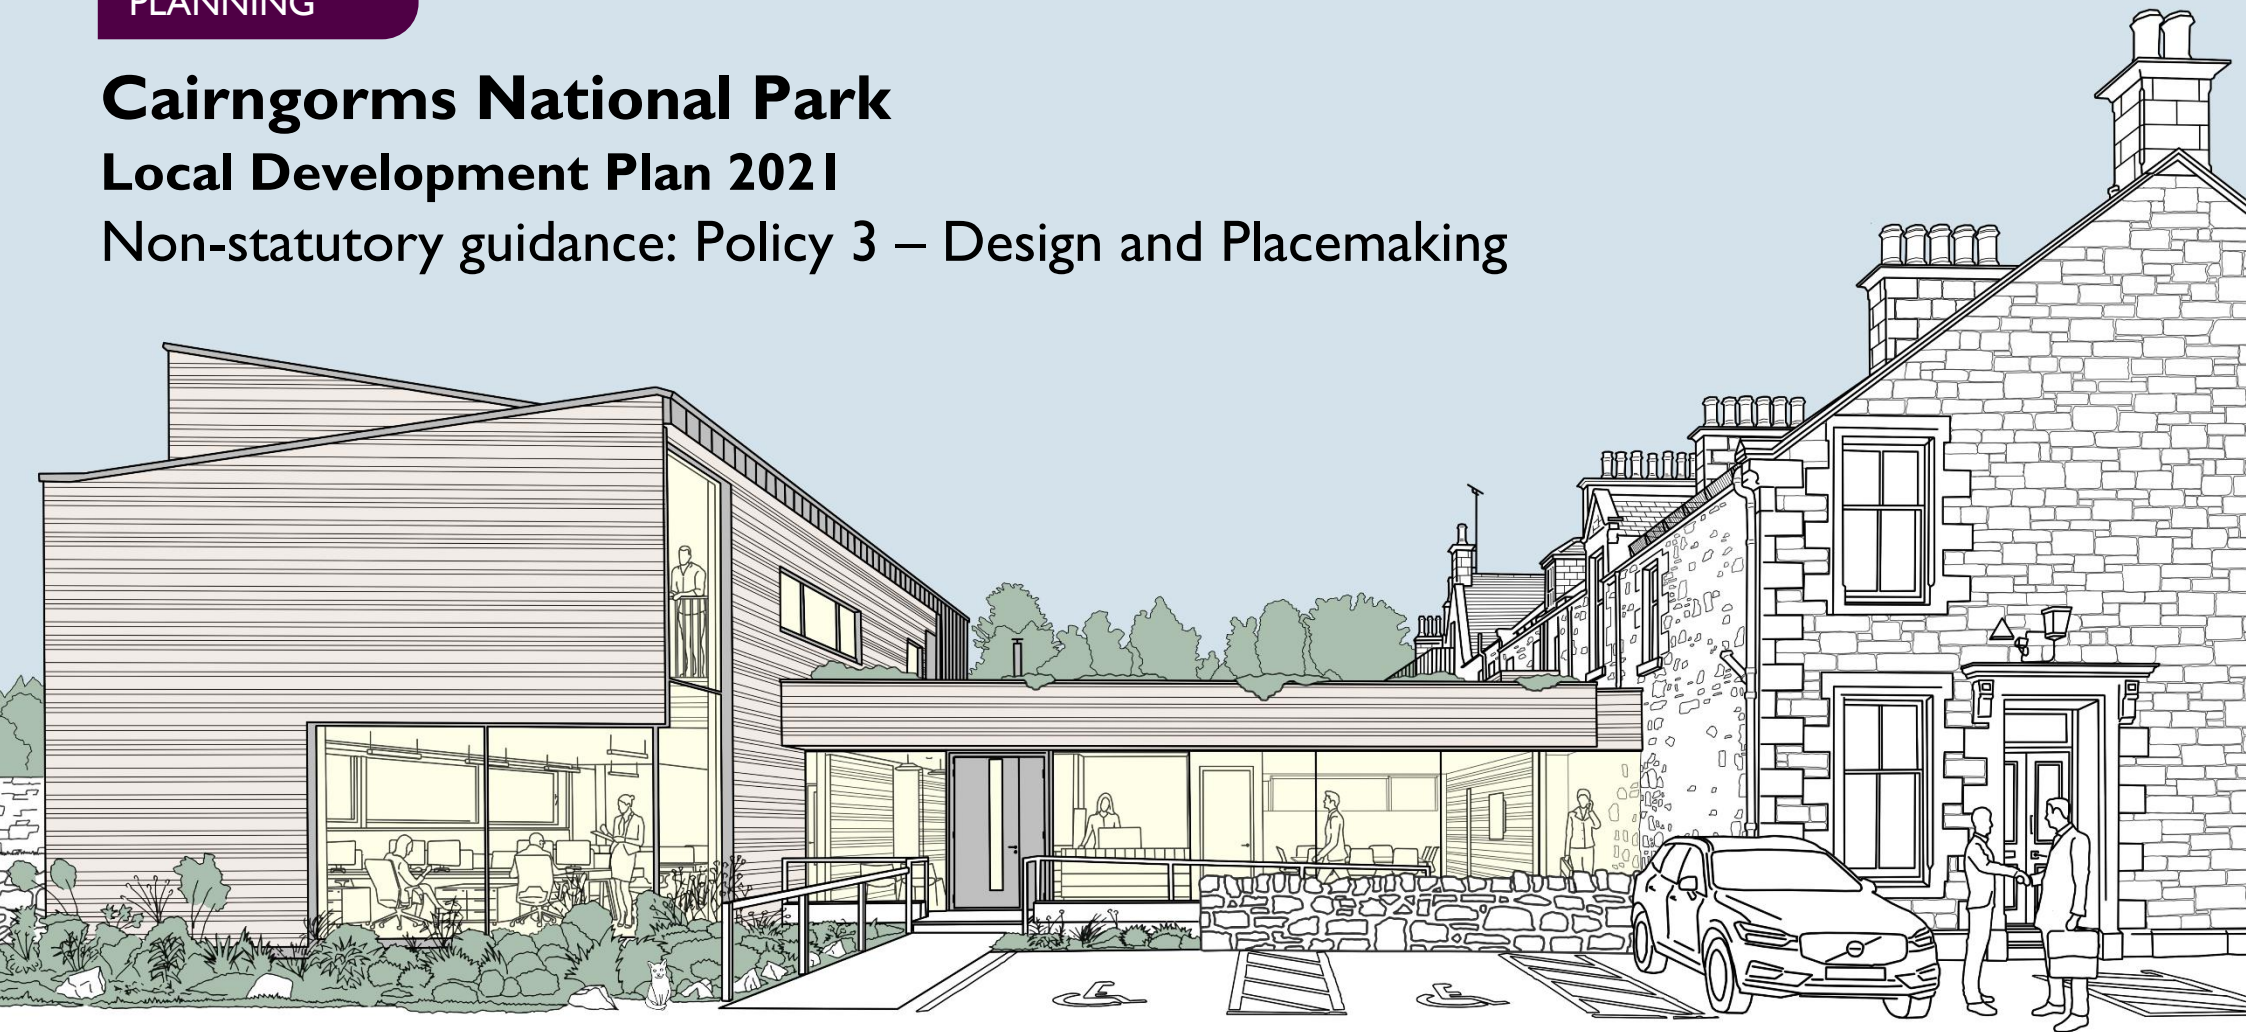 PLANNING
Cairngorms National Park
Local Development Plan 2021
Non-statutory guidance: Policy 3 – Design and Placemaking